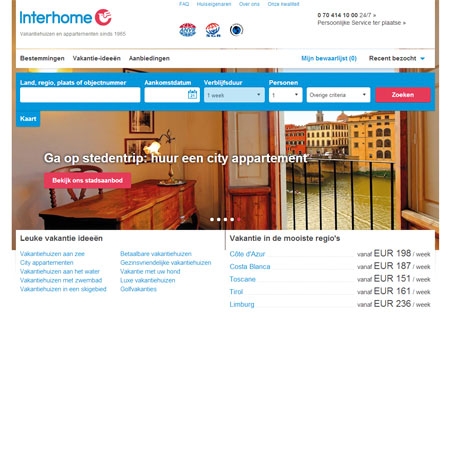 FAQ Huiseigenaren Over ons Onze kwaliteit
Interhome
Vakantiehuizen en appartementen sinds 1965
0 70 414 10 00 24/7 »
Persoonlijke Service ter plaatse »
Bestemmingen Vakantie-ideeën Aanbiedingen Mijn bewaarlijst (0) Recent bezocht
Land, regio, plaats of objectnummer Aankomstdatum Verblijfsduur Personen
1 week 1 Overige criteria Zoeken
Kaart
Ga op stedentrip: huur een city appartement
Bekijk ons stadsaanbod
Leuke vakantie ideeën
Vakantiehuizen aan zee Betaalbare vakantiehuizen
City appartementen Gezinsvriendelijke vakantiehuizen
Vakantiehuizen aan het water Vakantie met uw hond
Vakantiehuizen met zwembad Luxe vakantiehuizen
Vakantiehuizen in een skigebied Golfvakanties
Vakantie in de mooiste regio's
Côte d'Azur vanaf EUR 198 / week
Costa Blanca vanaf EUR 187 / week
Toscane vanaf EUR 151 / week
Tirol vanaf EUR 161 / week
Limburg vanaf EUR 236 / week